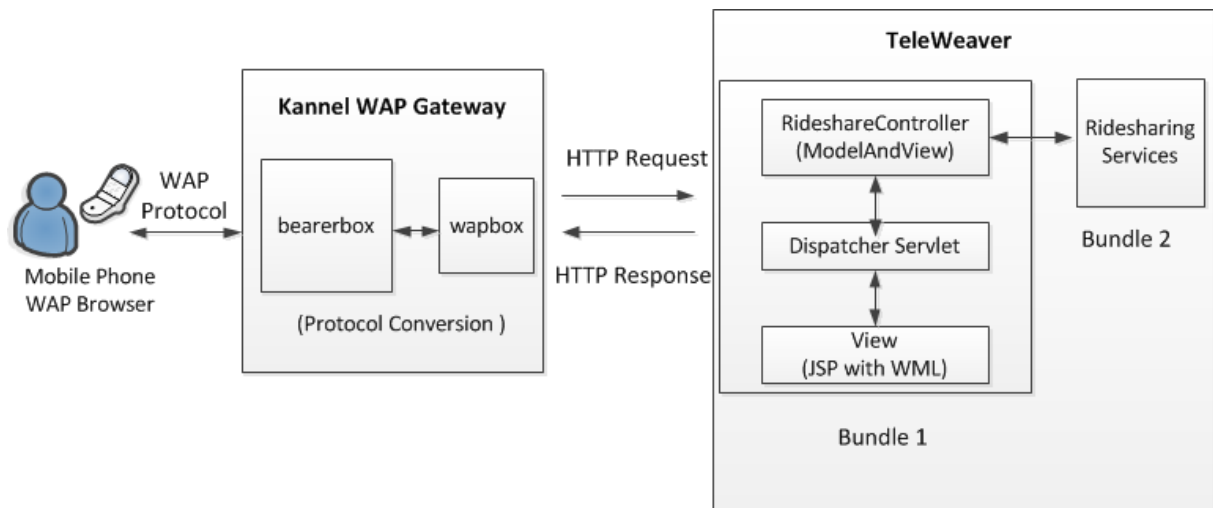 TeleWeaver
Kannel WAP Gateway
RideshareController
(ModelAndView)
Ridesharing
Services
HTTP Request
WAP
Protocol
bearerbox
wapbox
Dispatcher Servlet
Bundle 2
HTTP Response
Mobile Phone
WAP Browser
(Protocol Conversion )
View
(JSP with WML)
Bundle 1